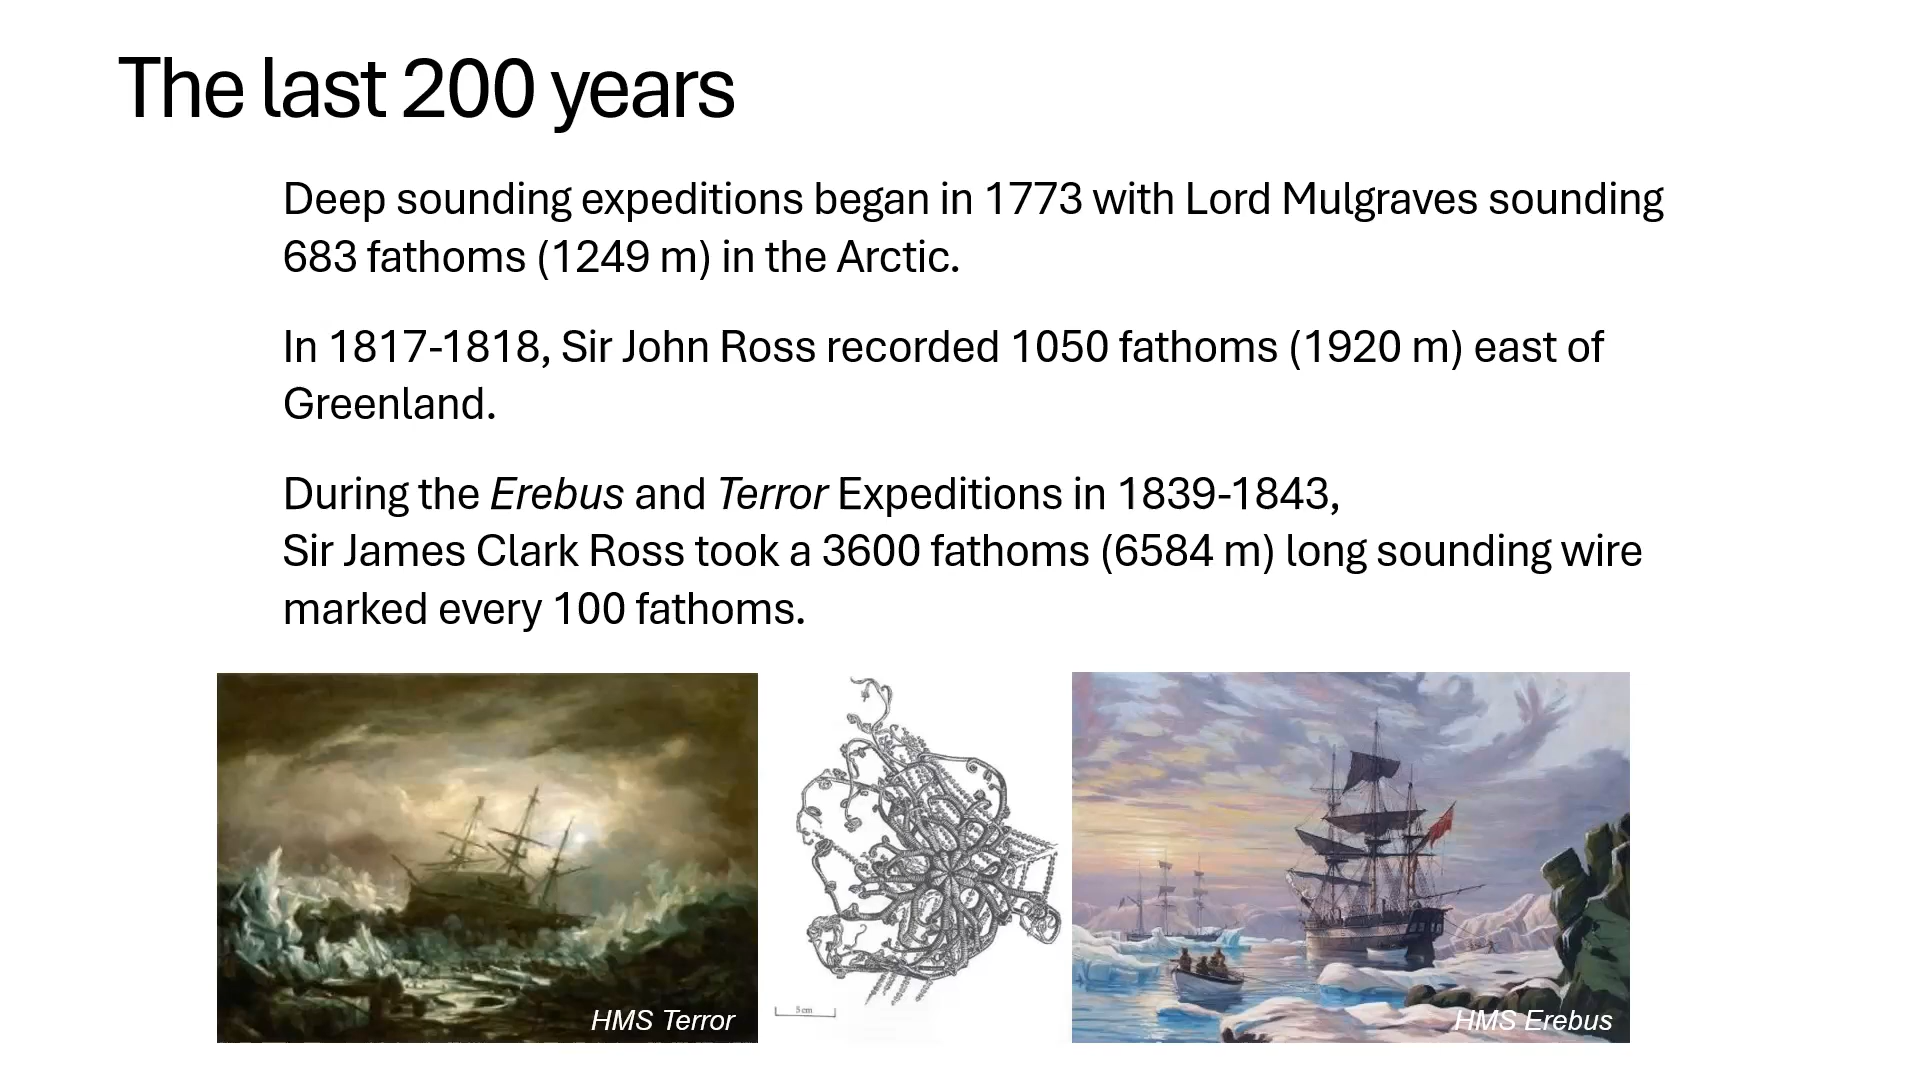 The last 200 years
Deep sounding expeditions began in 1773 with Lord Mulgraves sounding
683 fathoms (1249 m) in the Arctic.
In 1817-1818, Sir John Ross recorded 1050 fathoms (1920 m) east of
Greenland.
During the Erebus and Terror Expeditions in 1839-1843,
Sir James Clark Ross took a 3600 fathoms (6584 m) long sounding wire
marked every 100 fathoms.
HMS Terror
5 cm
HMS Erebus